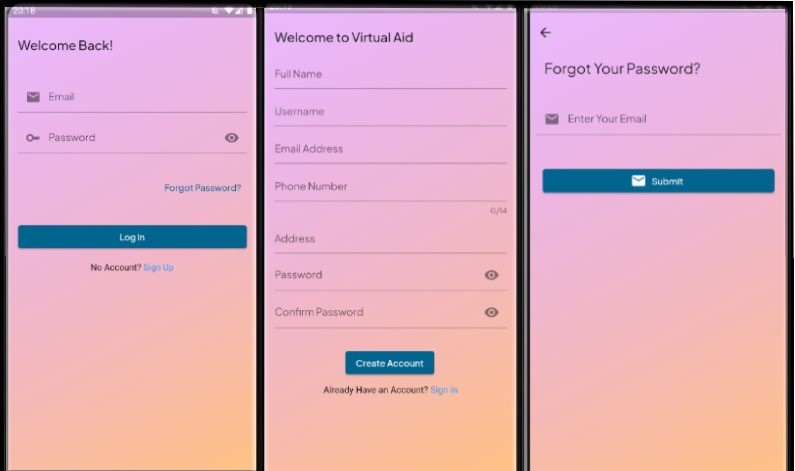 20:18
Welcome Back!
Email
Password
Forgot Password?
Log In
No Account? Sign Up
Welcome to Virtual Aid
Full Name
Username
Email Address
Phone Number
0/14
Address
Password
Confirm Password
Create Account
Already Have an Account? Sign In
Forgot Your Password?
Enter Your Email
Submit